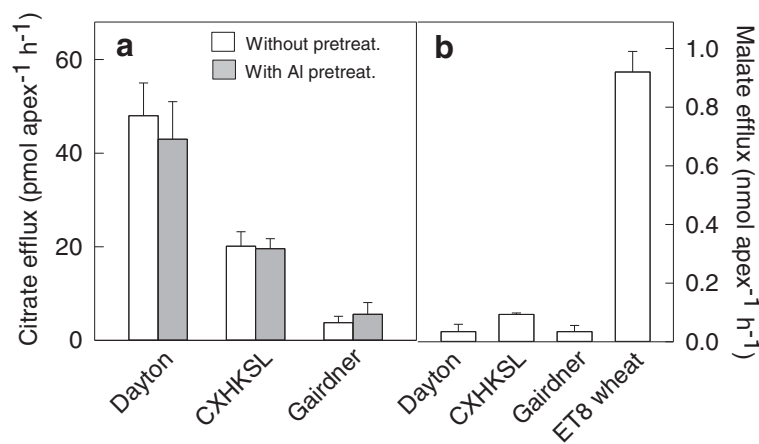 a
Without pretreat.
With Al pretreat.
Citrate efflux (pmol apex⁻¹ h⁻¹)
60
40
20
0
Dayton
CXHKSL
Gairdner
b
Malate efflux (nmol apex⁻¹ h⁻¹)
1.0
0.8
0.6
0.4
0.2
0.0
Dayton
CXHKSL
Gairdner
ET8 wheat